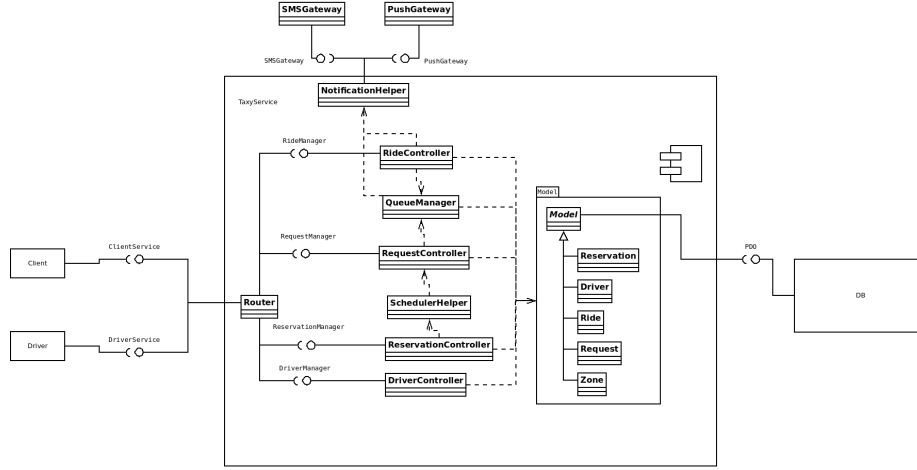 SMSGateway
PushGateway
SMSGateway
PushGateway
NotificationHelper
TaxyService
RideManager
RideController
Model
QueueManager
Model
RequestManager
ClientService
PDO
RequestController
Reservation
Client
Driver
DB
Router
SchedulerHelper
Ride
ReservationManager
DriverService
Driver
ReservationController
Request
DriverManager
DriverController
Zone